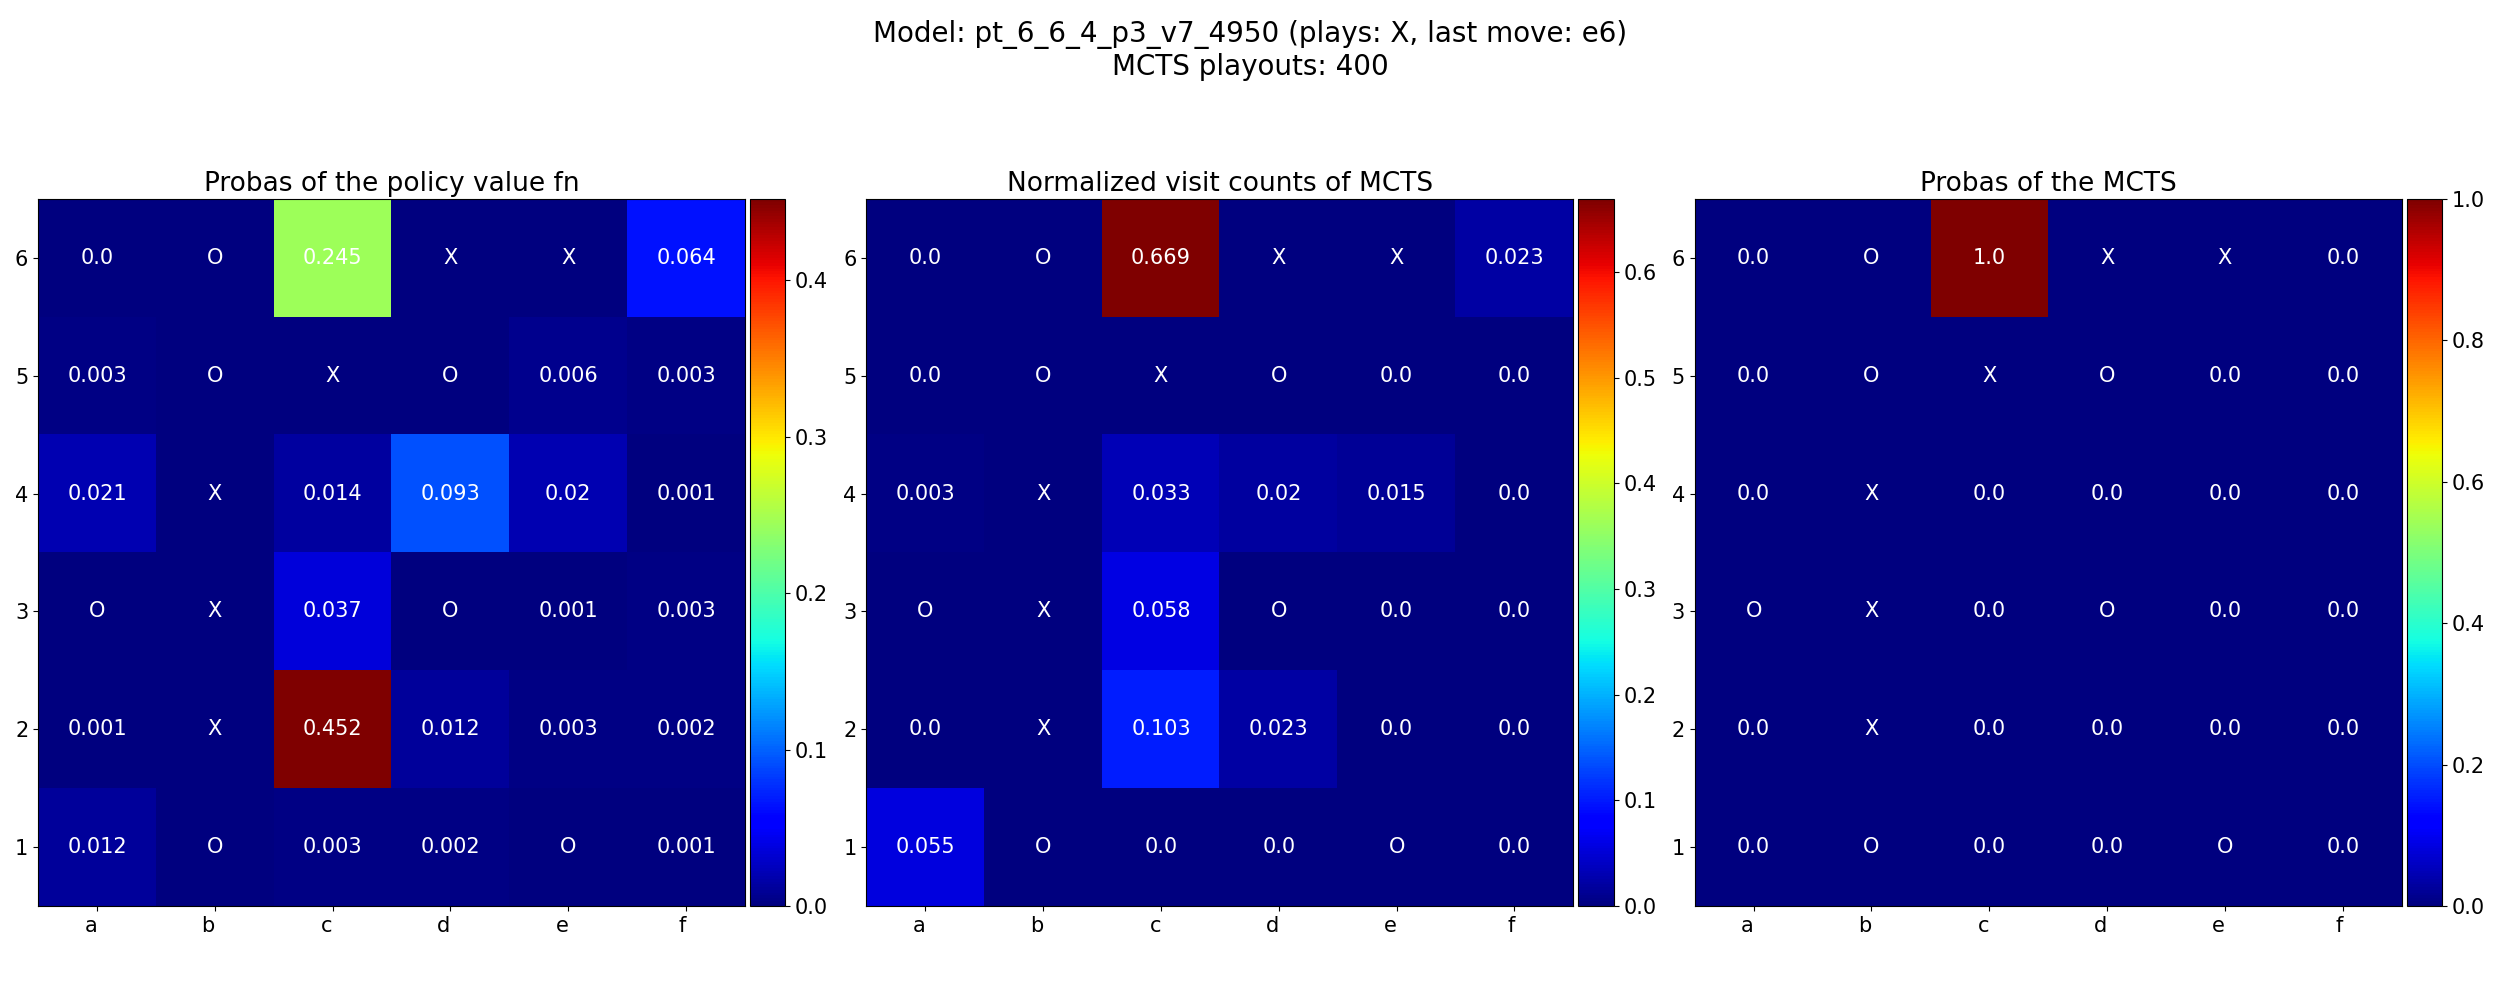 Model: pt_6_6_4_p3_v7_4950 (plays: X, last move: e6)
MCTS playouts: 400
Probas of the policy value fn
6 0.0 O 0.245 X X 0.064
5 0.003 O X O 0.006 0.003
4 0.021 X 0.014 0.093 0.02 0.001
3 O X 0.037 O 0.001 0.003
2 0.001 X 0.452 0.012 0.003 0.002
1 0.012 O 0.003 0.002 O 0.001
a b c d e f
0.4
0.3
0.2
0.1
0.0
Normalized visit counts of MCTS
6 0.0 O 0.669 X X 0.023
5 0.0 O X O 0.0 0.0
4 0.003 X 0.033 0.02 0.015 0.0
3 O X 0.058 O 0.0 0.0
2 0.0 X 0.103 0.023 0.0 0.0
1 0.055 O 0.0 0.0 O 0.0
a b c d e f
0.6
0.5
0.4
0.3
0.2
0.1
0.0
Probas of the MCTS
6 0.0 O 1.0 X X 0.0
5 0.0 O X O 0.0 0.0
4 0.0 X 0.0 0.0 0.0 0.0
3 O X 0.0 O 0.0 0.0
2 0.0 X 0.0 0.0 0.0 0.0
1 0.0 O 0.0 0.0 O 0.0
a b c d e f
1.0
0.8
0.6
0.4
0.2
0.0